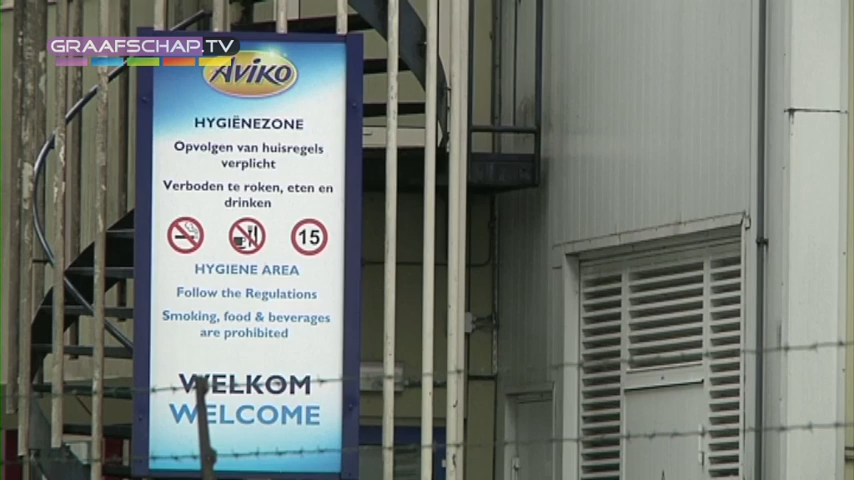 GRAAFSCHAP.TV
Aviko
HYGIËNEZONE
Opvolgen van huisregels
verplicht
Verboden te roken, eten en
drinken
15
HYGIENE AREA
Follow the Regulations
Smoking, food & beverages
are prohibited
WELKOM
WELCOME